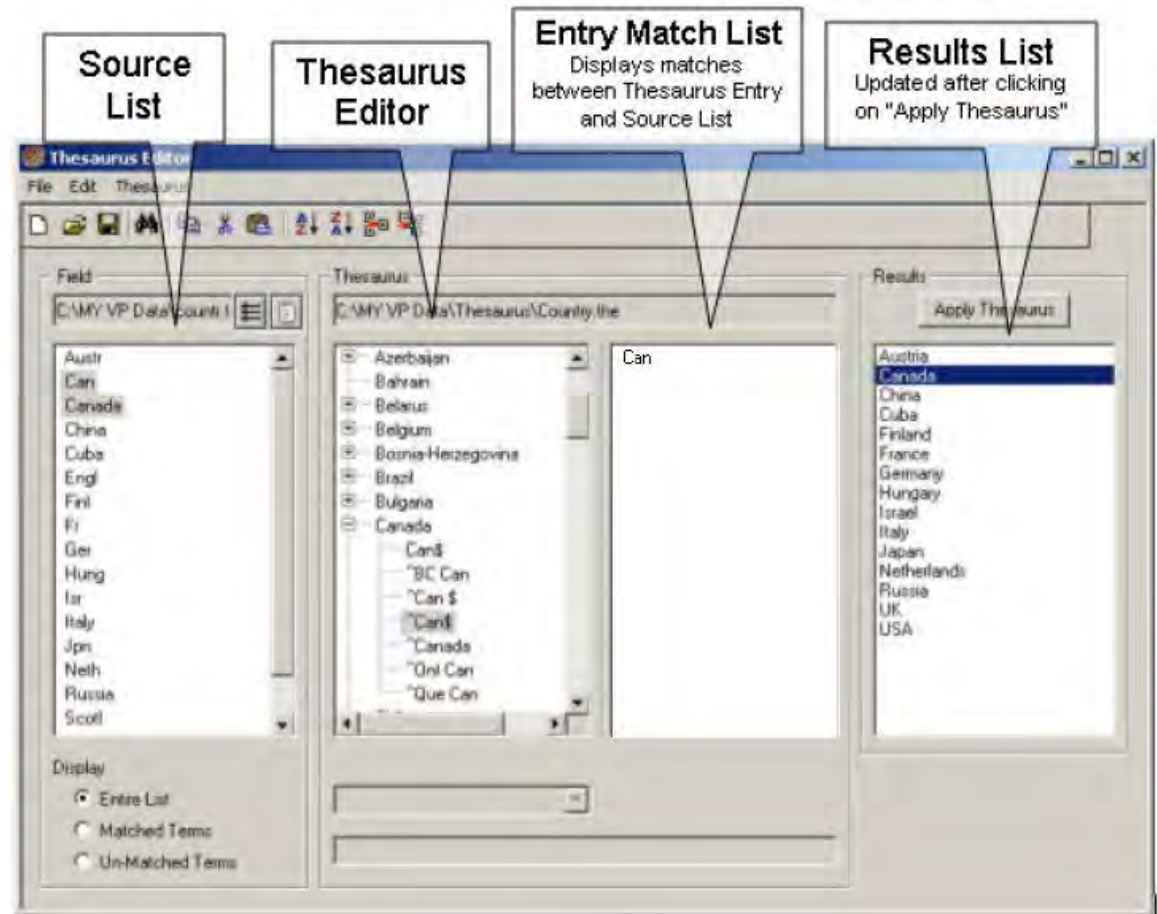 Source
List
Thesaurus
Editor
Entry Match List
Displays matches
between Thesaurus Entry
and Source List
Results List
Updated after clicking
on "Apply Thesaurus"
Thesaurus Editor
File Edit Thesaurus
Field
C:\MY VP Data\countr
Austr
Can
Canada
China
Cuba
Engl
Finl
Fr
Ger
Hung
Isr
Italy
Jpn
Neth
Russia
Scotl
Display
Entire List
Matched Terms
Un-Matched Terms
Thesaurus
C:\MY VP Data\Thesaurus\Country.the
Azerbaijan
Bahrain
Belarus
Belgium
Bosnia-Herzegovina
Brazil
Bulgaria
Canada
Can$
^BC Can
^Can $
^Can$
^Canada
^Ont Can
^Que Can
Can
Results
Apply Thesaurus
Austria
Canada
China
Cuba
Finland
France
Germany
Hungary
Israel
Italy
Japan
Netherlands
Russia
UK
USA